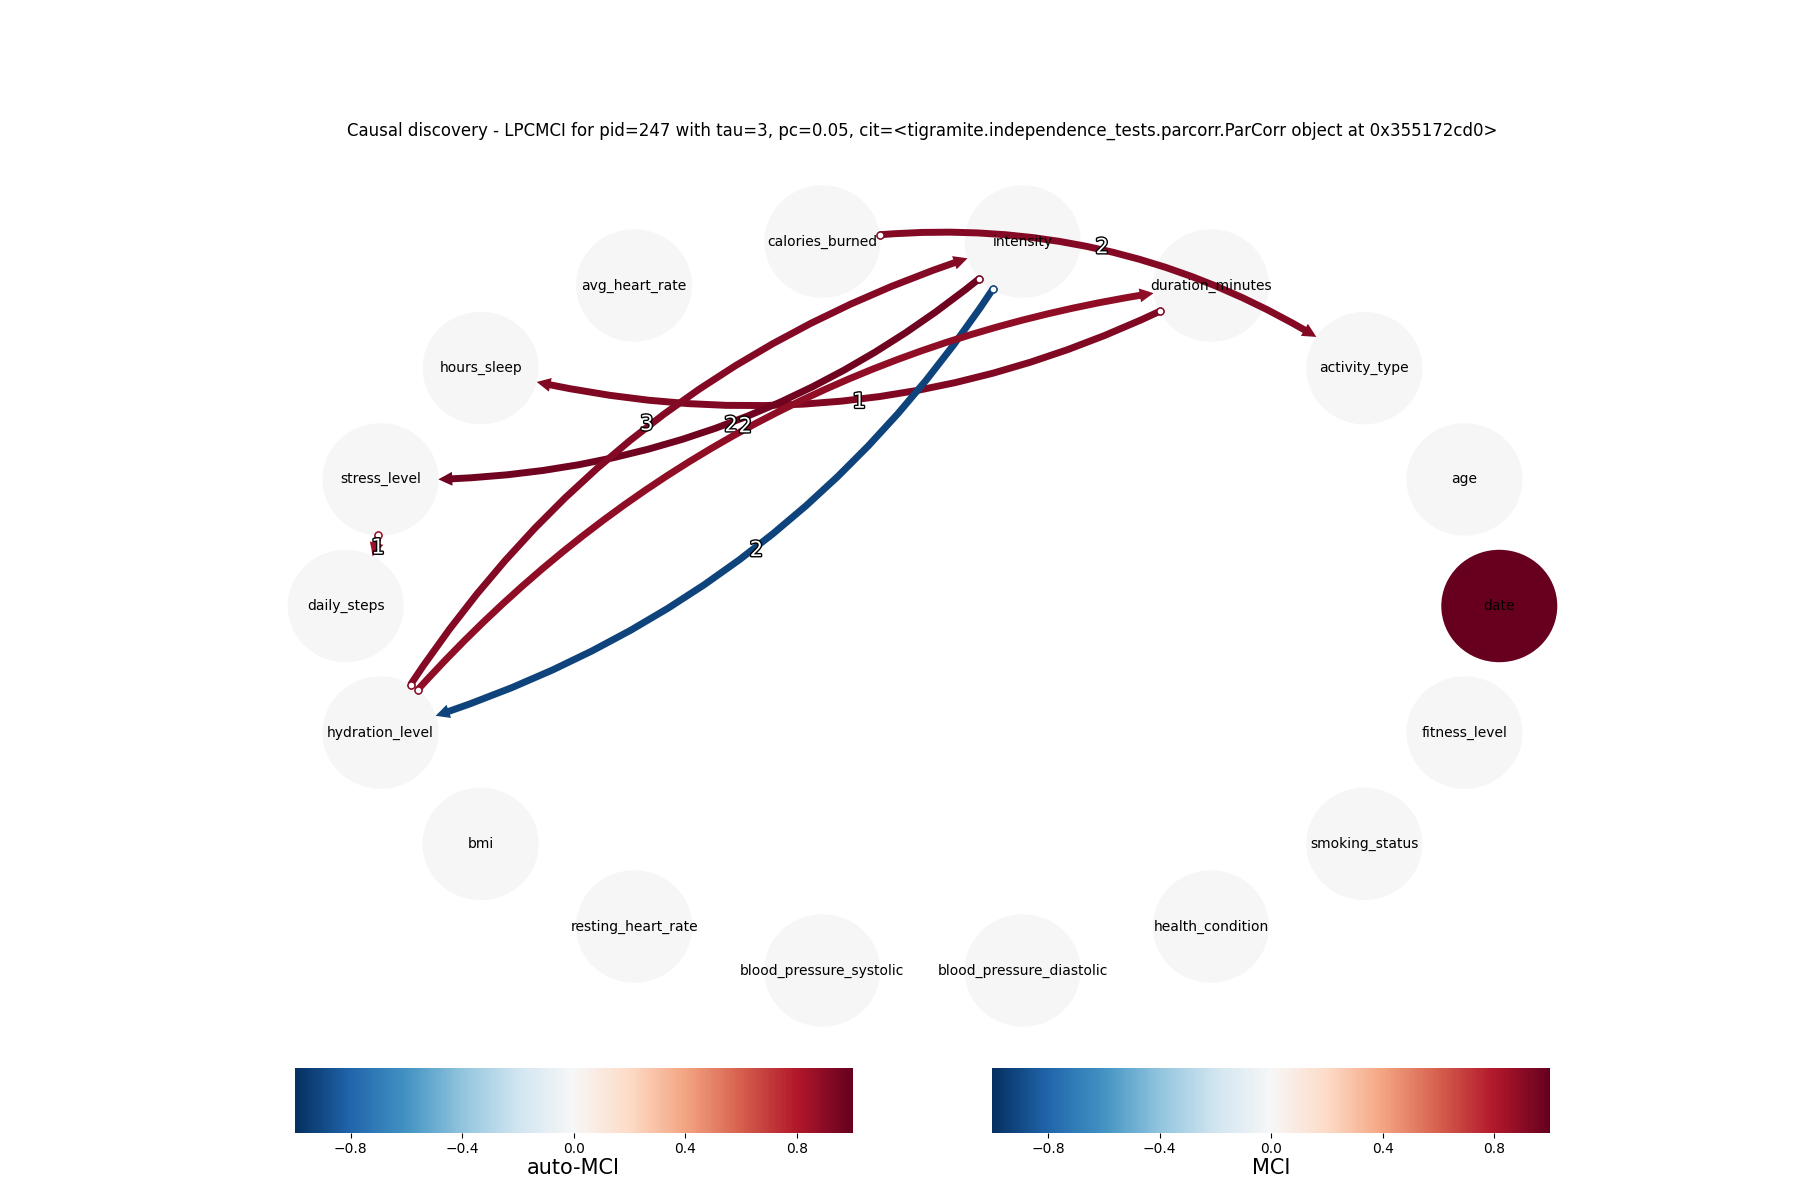 Causal discovery - LPCMCI for pid=247 with tau=3, pc=0.05, cit=<tigramite.independence_tests.parcorr.ParCorr object at 0x355172cd0>
calories_burned
intensity
2
avg_heart_rate
duration_minutes
hours_sleep
activity_type
1
3
2
2
stress_level
age
1
2
daily_steps
date
hydration_level
fitness_level
bmi
smoking_status
resting_heart_rate
health_condition
blood_pressure_systolic
blood_pressure_diastolic
−0.8 −0.4 0.0 0.4 0.8
auto-MCI
−0.8 −0.4 0.0 0.4 0.8
MCI